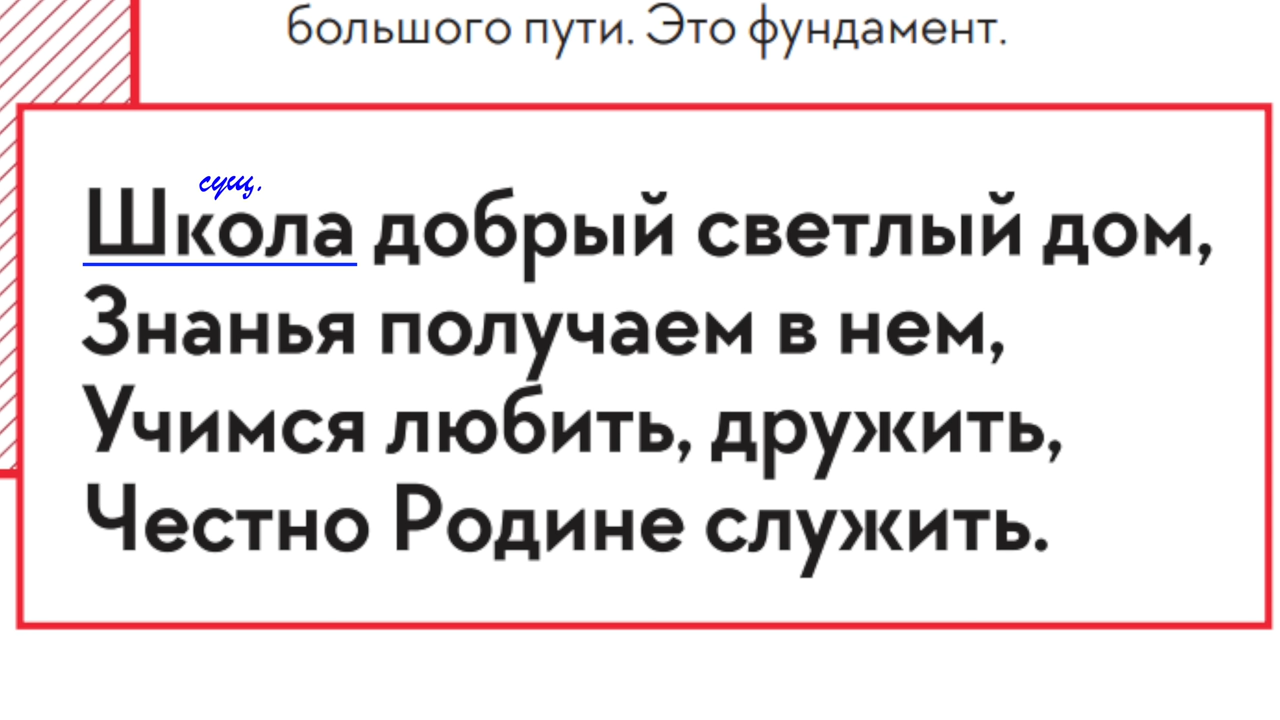 большого пути. Это фундамент.
сущ.
Школа добрый светлый дом,
Знанья получаем в нем,
Учимся любить, дружить,
Честно Родине служить.